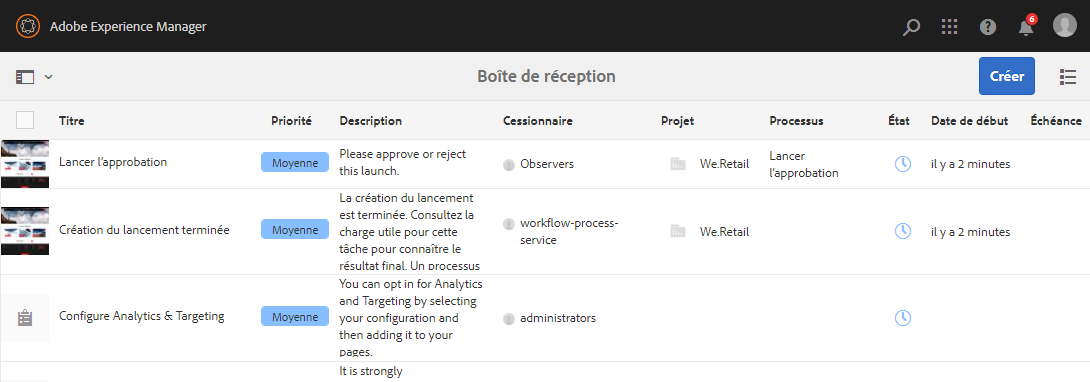 Adobe Experience Manager
6
Boîte de réception
Créer
Titre Priorité Description Cessionnaire Projet Processus État Date de début Échéance
Lancer l'approbation
Moyenne
Please approve or reject
this launch.
Observers
We.Retail
Lancer
l'approbation
il y a 2 minutes
Création du lancement terminée
Moyenne
La création du lancement
est terminée. Consultez la
charge utile pour cette
tâche pour connaître le
résultat final. Un processus
workflow-process-
service
We.Retail
il y a 2 minutes
Configure Analytics & Targeting
Moyenne
You can opt in for Analytics
and Targeting by selecting
your configuration and
then adding it to your
pages.
administrators
It is strongly